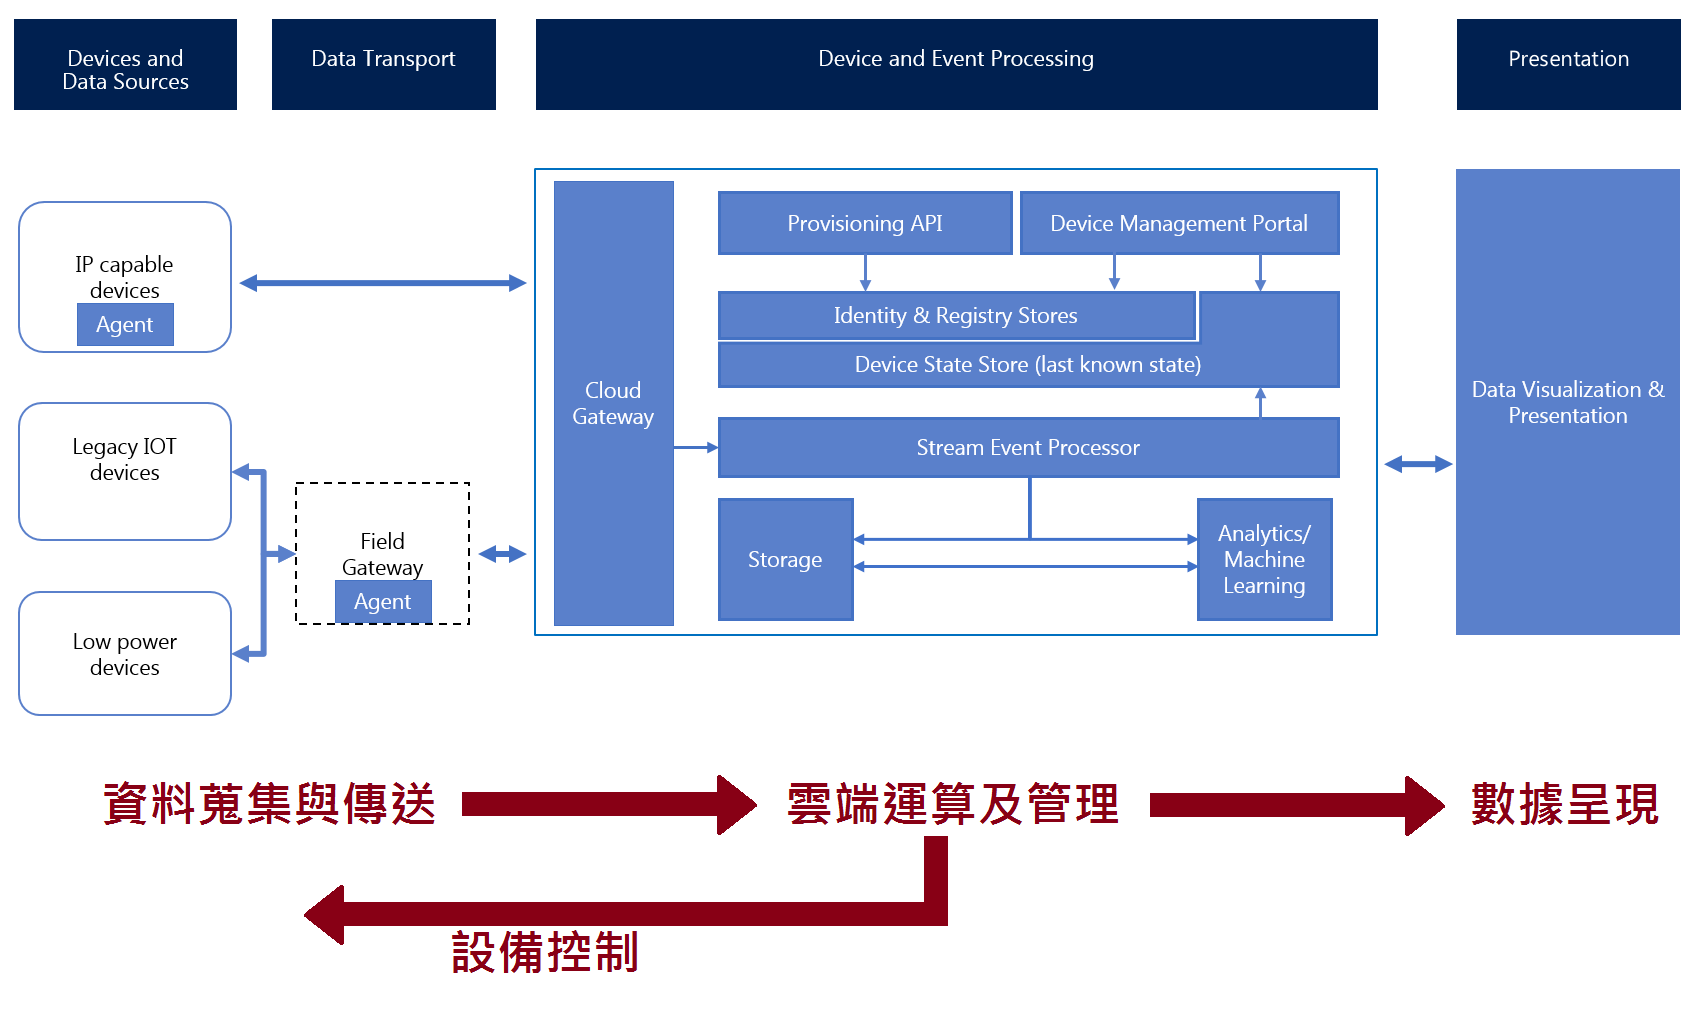 Devices and
Data Sources
Data Transport
Device and Event Processing
Presentation
IP capable
devices
Agent
Legacy IOT
devices
Low power
devices
Field
Gateway
Agent
Cloud
Gateway
Provisioning API
Device Management Portal
Identity & Registry Stores
Device State Store (last known state)
Stream Event Processor
Storage
Analytics/
Machine
Learning
Data Visualization &
Presentation
資料蒐集與傳送
雲端運算及管理
數據呈現
設備控制